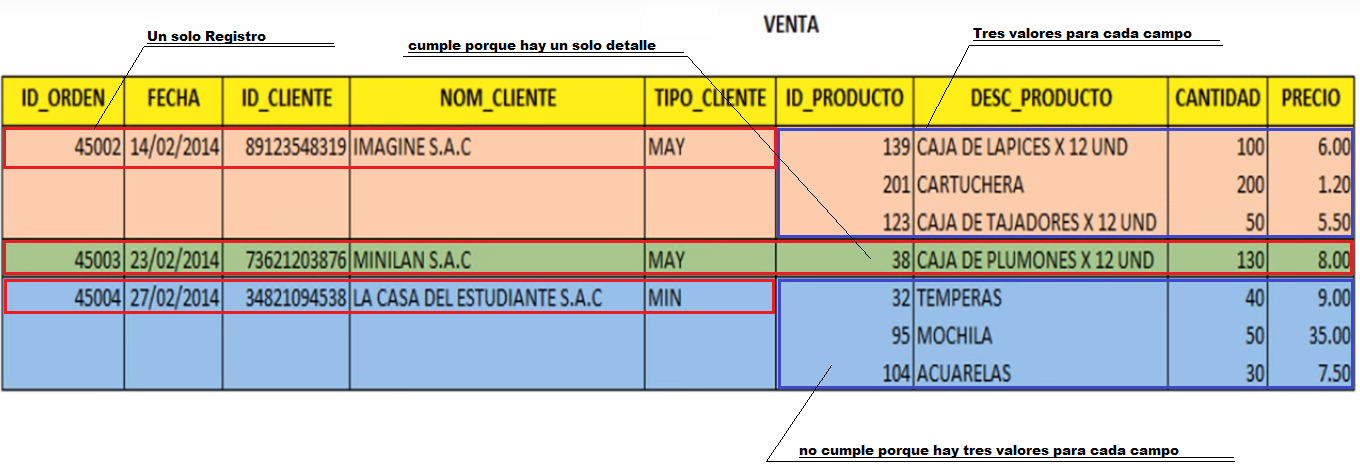 VENTA
Un solo Registro
cumple porque hay un solo detalle
Tres valores para cada campo
ID_ORDEN FECHA ID_CLIENTE NOM_CLIENTE TIPO_CLIENTE ID_PRODUCTO DESC_PRODUCTO CANTIDAD PRECIO
45002 14/02/2014 89123548319 IMAGINE S.A.C MAY 139 CAJA DE LAPICES X 12 UND 100 6.00
201 CARTUCHERA 200 1.20
123 CAJA DE TAJADORES X 12 UND 50 5.50
45003 23/02/2014 73621203876 MINILAN S.A.C MAY 38 CAJA DE PLUMONES X 12 UND 130 8.00
45004 27/02/2014 34821094538 LA CASA DEL ESTUDIANTE S.A.C MIN 32 TEMPERAS 40 9.00
95 MOCHILA 50 35.00
104 ACUARELAS 30 7.50
no cumple porque hay tres valores para cada campo